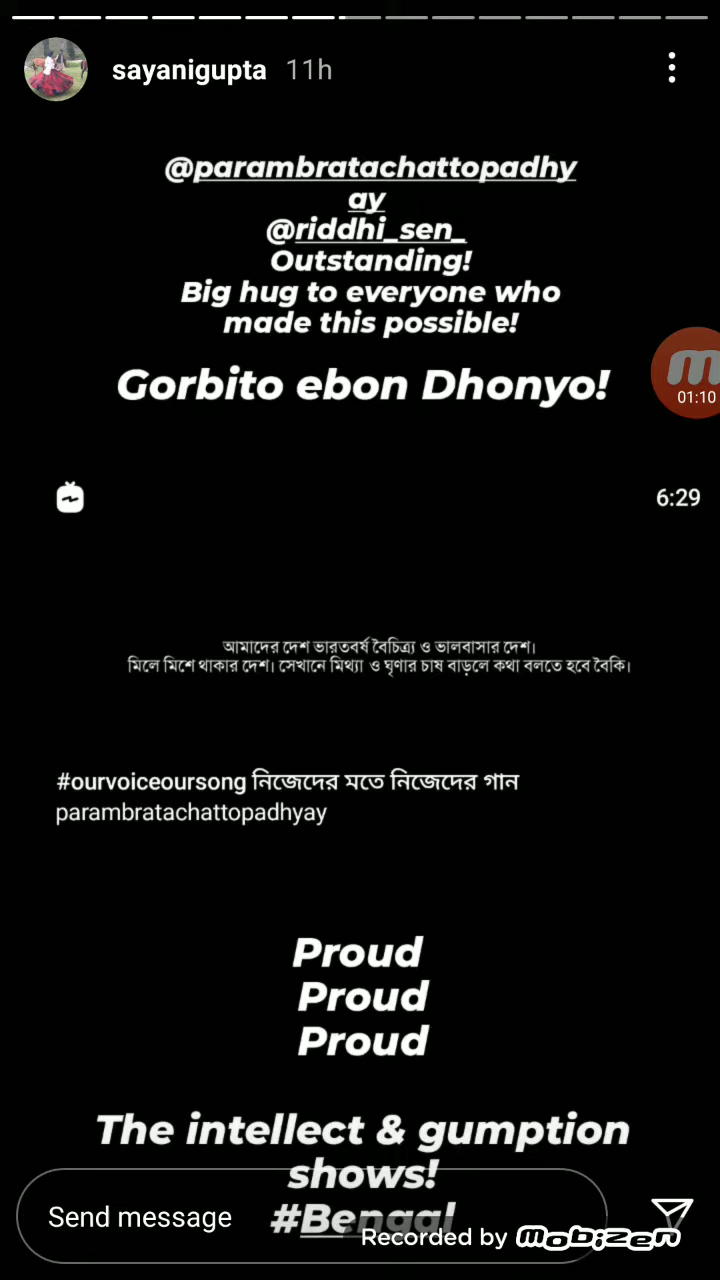 sayanigupta 11h
@parambratachattopadhy
ay
@riddhi_sen_
Outstanding!
Big hug to everyone who
made this possible!
Gorbito ebon Dhonyo!
01:10
6:29
আমাদের দেশ ভারতবর্ষ বৈচিত্র্য ও ভালবাসার দেশ।
মিলে মিশে থাকার দেশ। সেখানে মিথ্যা ও ঘৃণার চাষ বাড়লে কথা বলতে হবে বৈকি।
#ourvoiceoursong নিজেদের মতে নিজেদের গান
parambratachattopadhyay
Proud
Proud
Proud
The intellect & gumption
shows!
#Bengal
Send message
Recorded by mobizen